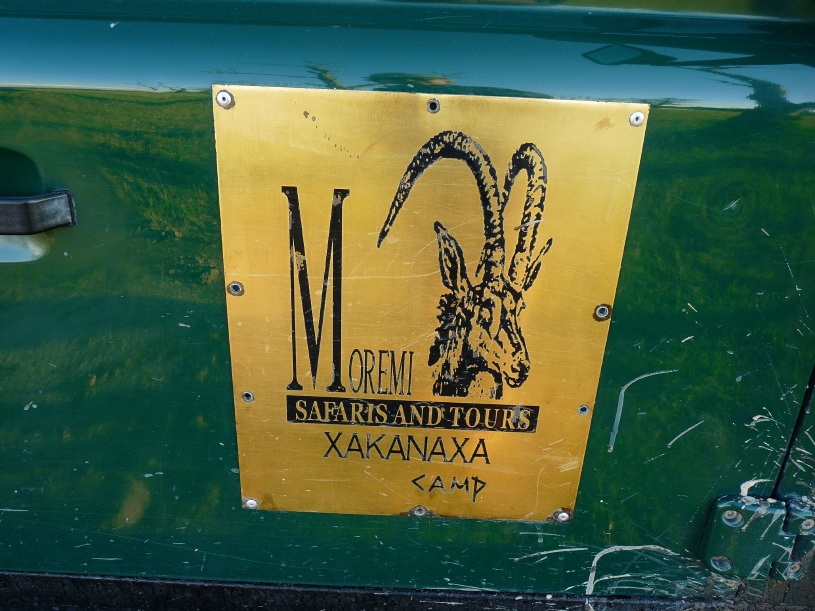 MOREMI
SAFARIS AND TOURS
XAKANAXA
CAMP